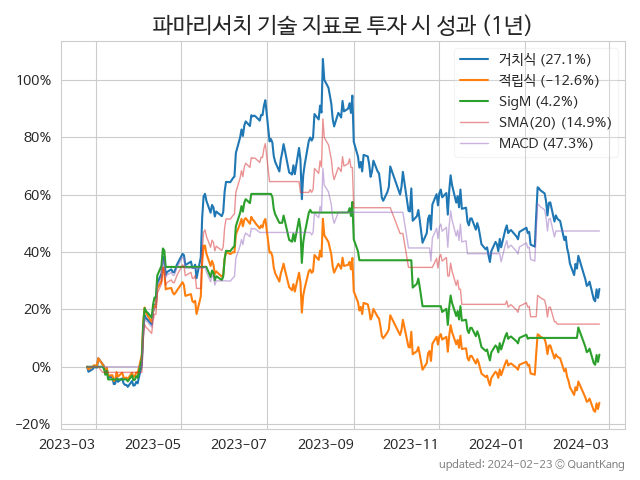 파마리서치 기술 지표로 투자 시 성과 (1년)
거치식 (27.1%)
적립식 (-12.6%)
SigM (4.2%)
SMA(20) (14.9%)
MACD (47.3%)
100%
80%
60%
40%
20%
0%
-20%
2023-03 2023-05 2023-07 2023-09 2023-11 2024-01 2024-03
updated: 2024-02-23 © QuantKang